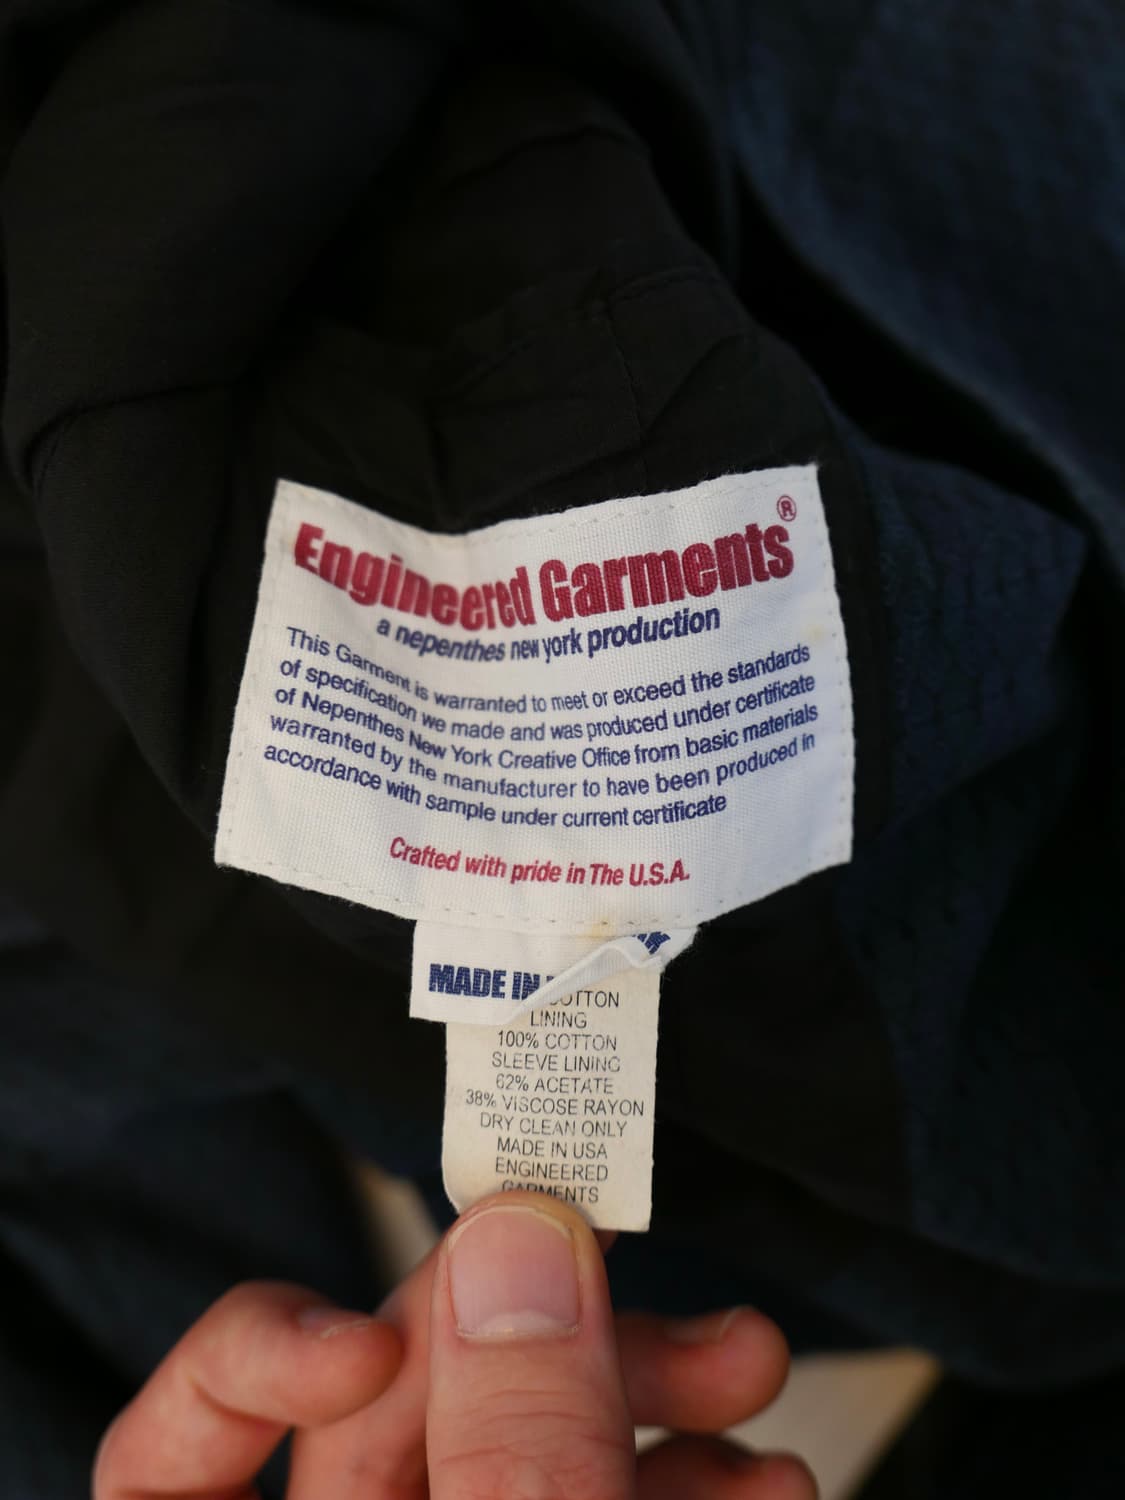 Engineered Garments®
a nepenthes new york production
This Garment is warranted to meet or exceed the standards
of specification we made and was produced under certificate
of Nepenthes New York Creative Office from basic materials
warranted by the manufacturer to have been produced in
accordance with sample under current certificate
Crafted with pride in The U.S.A.
MADE IN
COTTON
LINING
100% COTTON
SLEEVE LINING
62% ACETATE
38% VISCOSE RAYON
DRY CLEAN ONLY
MADE IN USA
ENGINEERED
GARMENTS